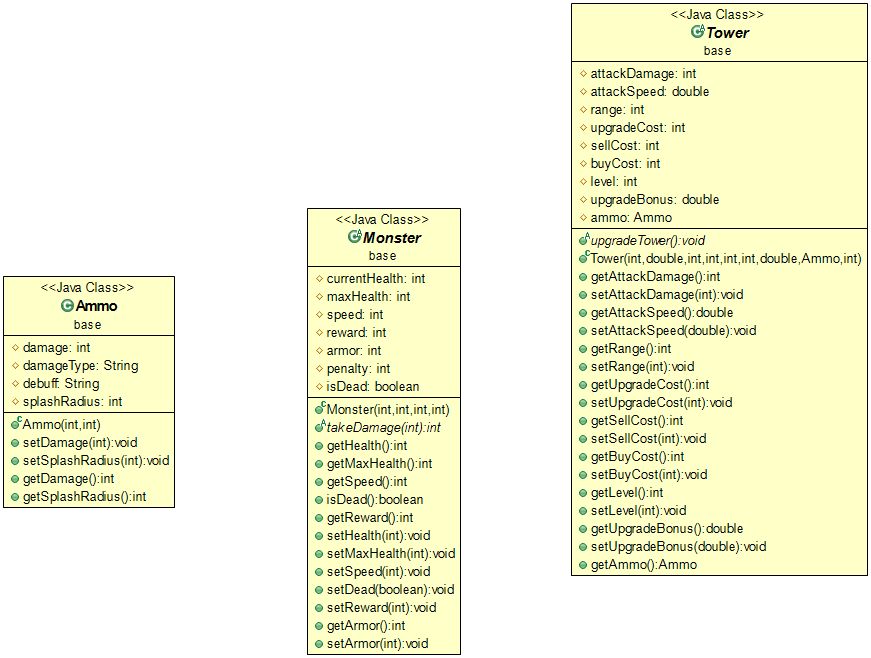 <<Java Class>>
Ammo
base
damage: int
damageType: String
debuff: String
splashRadius: int
Ammo(int,int)
setDamage(int):void
setSplashRadius(int):void
getDamage():int
getSplashRadius():int
<<Java Class>>
Monster
base
currentHealth: int
maxHealth: int
speed: int
reward: int
armor: int
penalty: int
isDead: boolean
Monster(int,int,int,int)
takeDamage(int):int
getHealth():int
getMaxHealth():int
getSpeed():int
isDead():boolean
getReward():int
setHealth(int):void
setMaxHealth(int):void
setSpeed(int):void
setDead(boolean):void
setReward(int):void
getArmor():int
setArmor(int):void
<<Java Class>>
Tower
base
attackDamage: int
attackSpeed: double
range: int
upgradeCost: int
sellCost: int
buyCost: int
level: int
upgradeBonus: double
ammo: Ammo
upgradeTower():void
Tower(int,double,int,int,int,int,double,Ammo,int)
getAttackDamage():int
setAttackDamage(int):void
getAttackSpeed():double
setAttackSpeed(double):void
getRange():int
setRange(int):void
getUpgradeCost():int
setUpgradeCost(int):void
getSellCost():int
setSellCost(int):void
getBuyCost():int
setBuyCost(int):void
getLevel():int
setLevel(int):void
getUpgradeBonus():double
setUpgradeBonus(double):void
getAmmo():Ammo